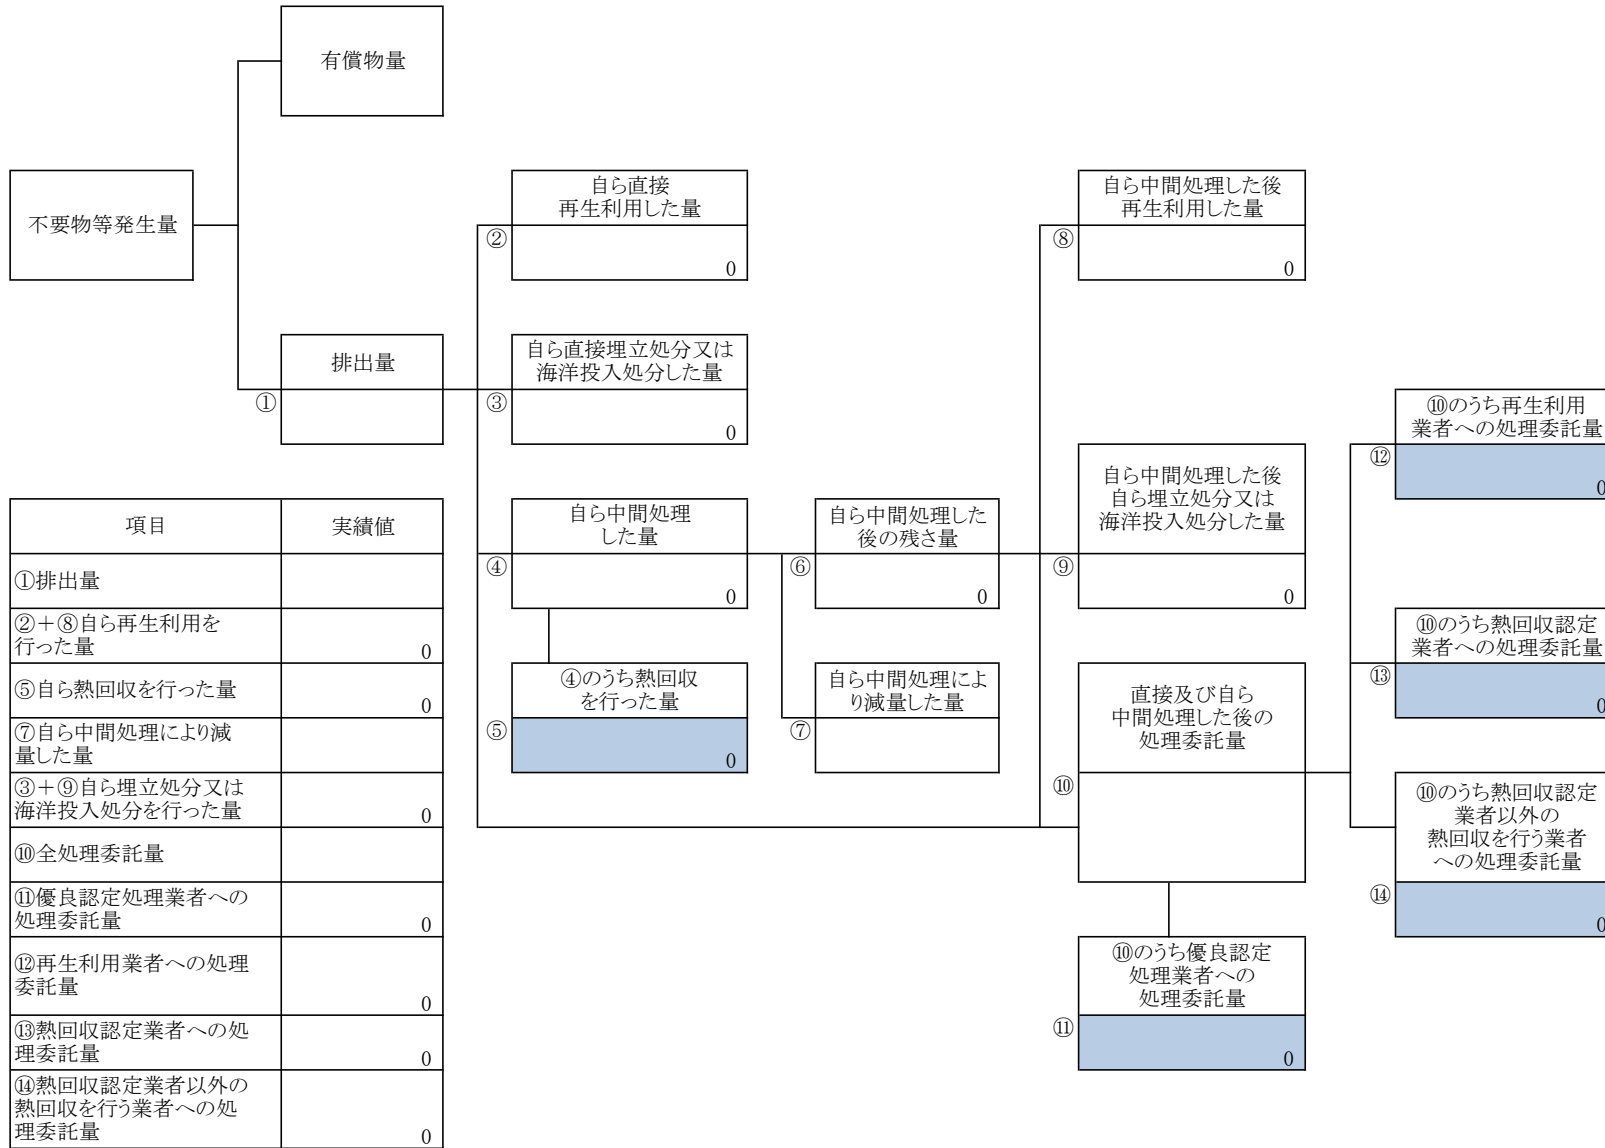 有償物量
不要物等発生量
自ら直接
再生利用した量
②
0
自ら中間処理した後
再生利用した量
⑧
0
排出量
①
自ら直接埋立処分又は
海洋投入処分した量
③
0
⑩のうち再生利用
業者への処理委託量
⑫
0
自ら中間処理した後
自ら埋立処分又は
海洋投入処分した量
⑨
0
自ら中間処理
した量
④
0
自ら中間処理した
後の残さ量
⑥
0
⑩のうち熱回収認定
業者への処理委託量
⑬
0
④のうち熱回収
を行った量
⑤
0
自ら中間処理によ
り減量した量
⑦
直接及び自ら
中間処理した後の
処理委託量
⑩
⑩のうち熱回収認定
業者以外の
熱回収を行う業者
への処理委託量
⑭
0
⑩のうち優良認定
処理業者への
処理委託量
⑪
0
項目 実績値
①排出量
②＋⑧自ら再生利用を
行った量 0
⑤自ら熱回収を行った量 0
⑦自ら中間処理により減
量した量
③＋⑨自ら埋立処分又は
海洋投入処分を行った量 0
⑩全処理委託量
⑪優良認定処理業者への
処理委託量 0
⑫再生利用業者への処理
委託量 0
⑬熱回収認定業者への処
理委託量 0
⑭熱回収認定業者以外の
熱回収を行う業者への処
理委託量 0